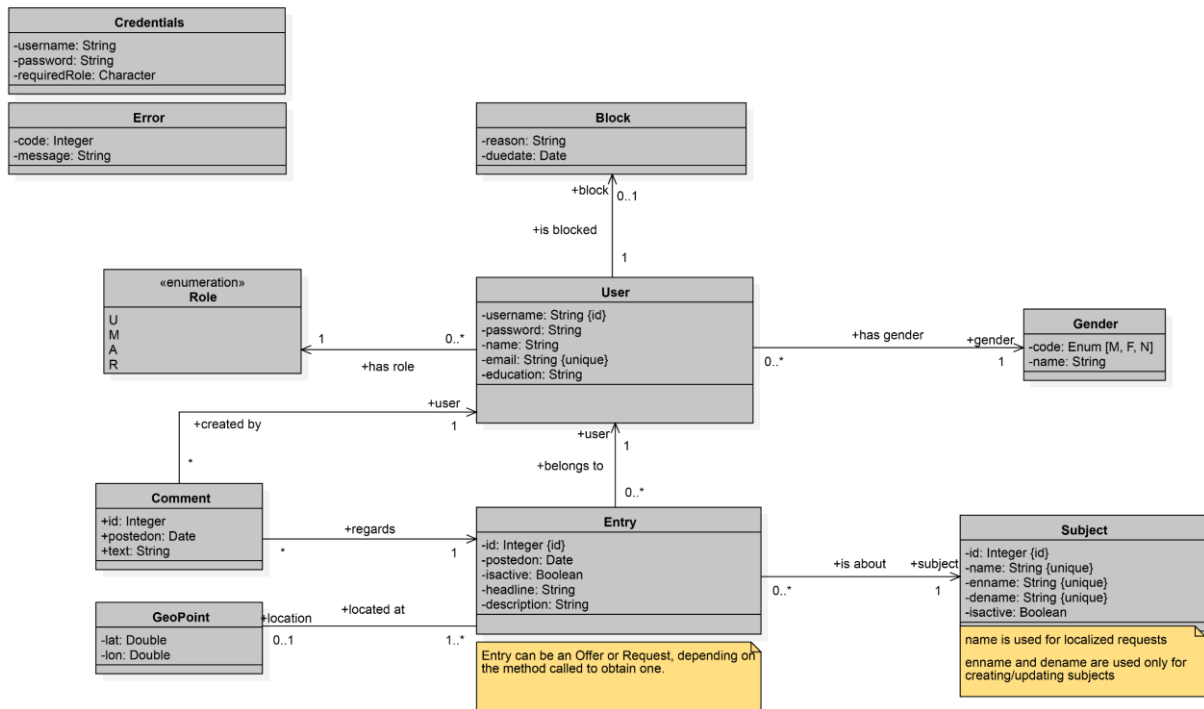 Credentials
-username: String
-password: String
-requiredRole: Character
Error
-code: Integer
-message: String
Block
-reason: String
-duedate: Date
+block
0..1
+is blocked
1
«enumeration»
Role
U
M
A
R
1
0..*
+has role
User
-username: String {id}
-password: String
-name: String
-email: String {unique}
-education: String
+has gender
+gender
0..*
1
Gender
-code: Enum [M, F, N]
-name: String
+user
+created by
1
*
+user
1
+belongs to
0..*
Comment
+id: Integer
+postedon: Date
+text: String
+regards
*
1
Entry
-id: Integer {id}
-postedon: Date
-isactive: Boolean
-headline: String
-description: String
+is about
+subject
0..*
1
Subject
-id: Integer {id}
-name: String {unique}
-enname: String {unique}
-dename: String {unique}
-isactive: Boolean
GeoPoint
-lat: Double
-lon: Double
+located at
+location
0..1
1..*
Entry can be an Offer or Request, depending on
the method called to obtain one.
name is used for localized requests
enname and dename are used only for
creating/updating subjects